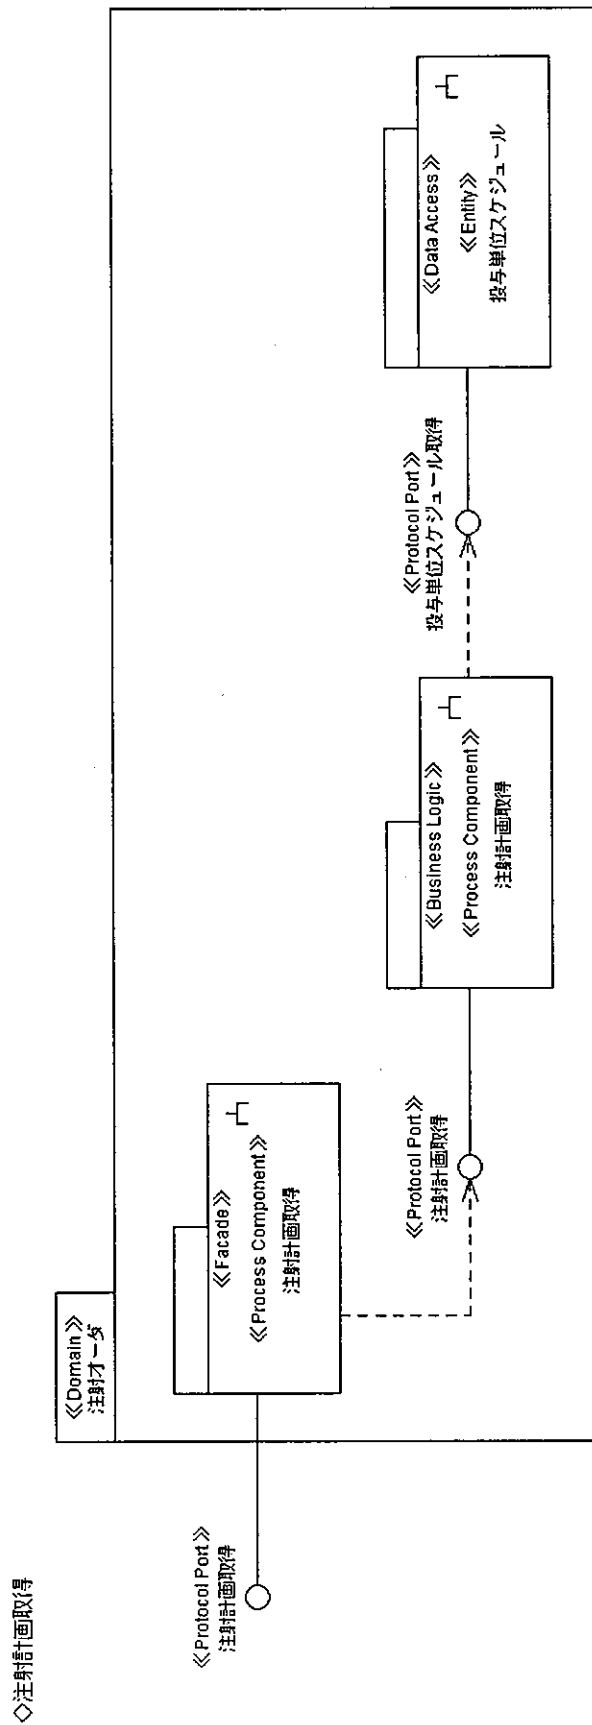 ◇注射計画取得
《Domain》
注射オーダ
《Protocol Port》
注射計画取得
《Facade》
《Process Component》
注射計画取得
《Protocol Port》
注射計画取得
《Business Logic》
《Process Component》
注射計画取得
《Protocol Port》
投与単位スケジュール取得
《Data Access》
《Entity》
投与単位スケジュール